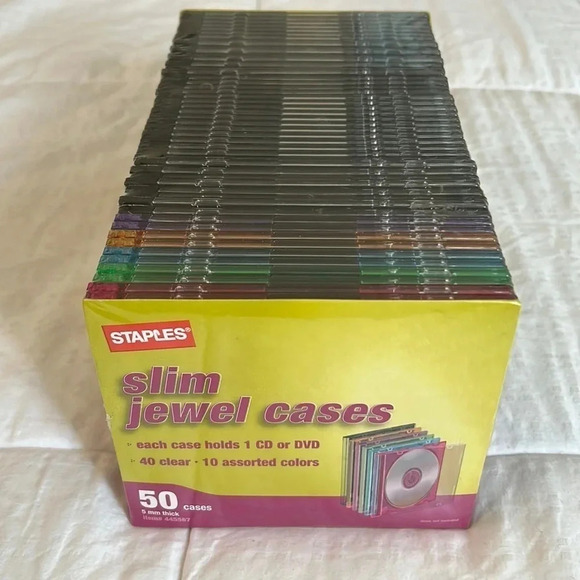 STAPLES®
slim
jewel cases
each case holds 1 CD or DVD
40 clear · 10 assorted colors
50 cases
5 mm thick